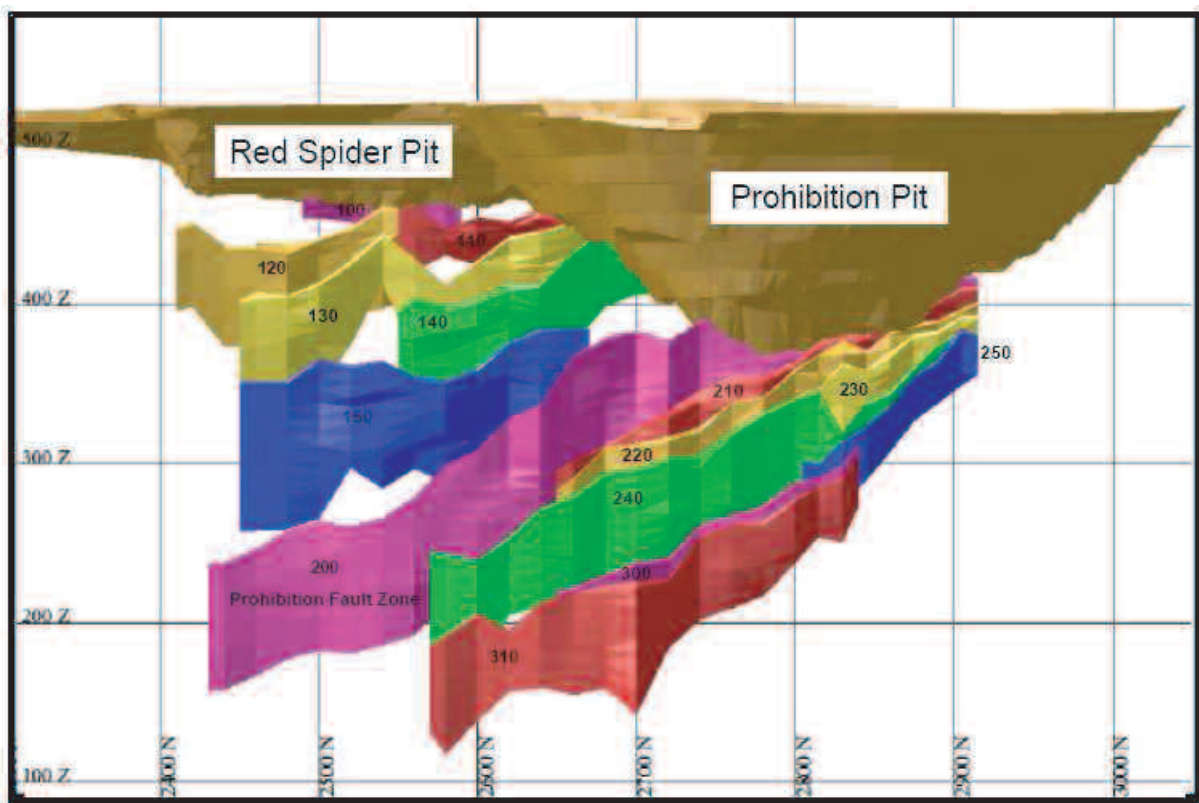 500 Z
Red Spider Pit
Prohibition Pit
100
110
120
400 Z
130
140
250
210
230
150
220
300 Z
240
200
300
Prohibition Fault Zone
200 Z
310
2400 N
2500 N
2600 N
2700 N
2800 N
2900 N
3000 N
100 Z